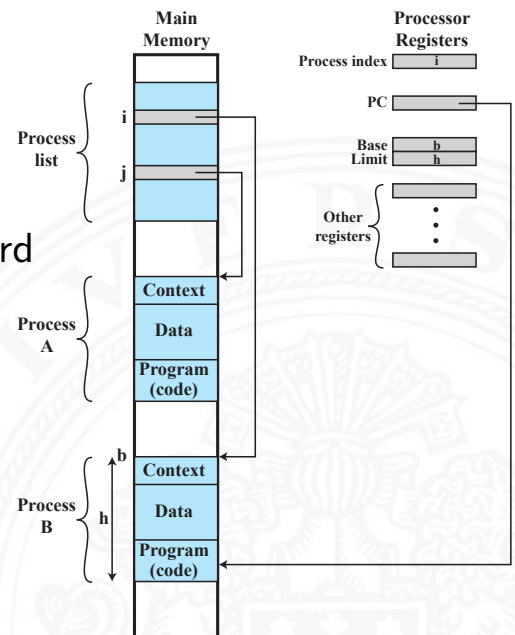 Main
Memory
Processor
Registers
Process index
i
PC
i
Process
list
Base
b
Limit
h
j
Other
registers
rd
Context
Process
A
Data
Program
(code)
b
Context
Process
B
h
Data
Program
(code)